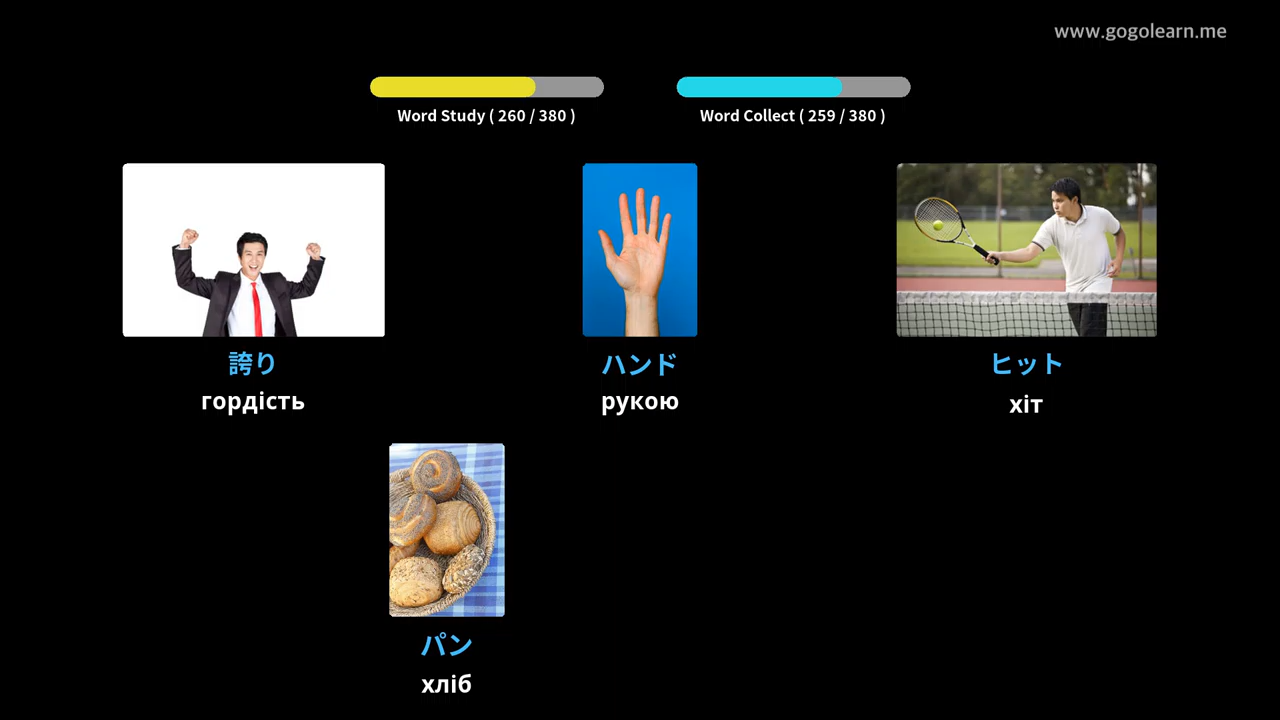 www.gogolearn.me
Word Study ( 260 / 380 )
Word Collect ( 259 / 380 )
誇り
гордість
ハンド
рукою
ヒット
хіт
パン
хліб